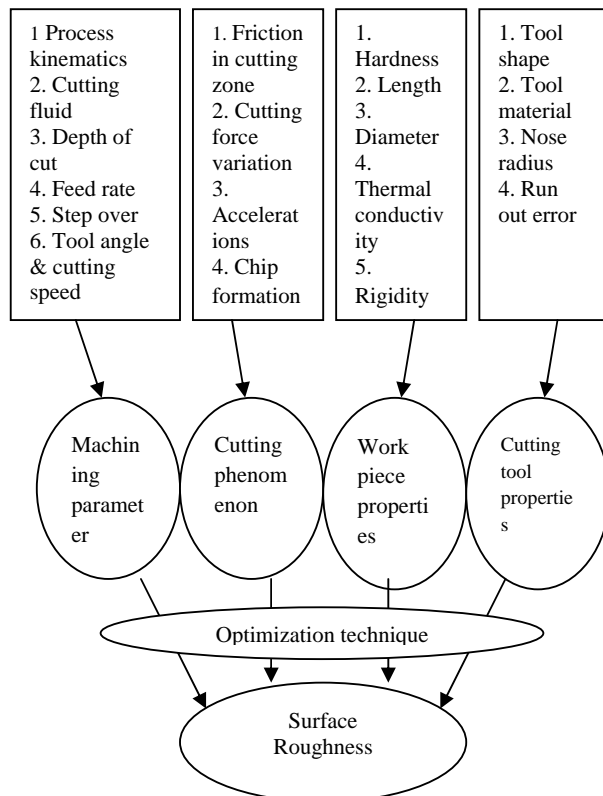 1 Process
kinematics
2. Cutting
fluid
3. Depth of
cut
4. Feed rate
5. Step over
6. Tool angle
& cutting
speed
1. Friction
in cutting
zone
2. Cutting
force
variation
3.
Accelerati
ons
4. Chip
formation
1.
Hardness
2. Length
3.
Diameter
4.
Thermal
conductiv
ity
5.
Rigidity
1. Tool
shape
2. Tool
material
3. Nose
radius
4. Run
out error
Machin
ing
paramet
er
Cutting
phenom
enon
Work
piece
properti
es
Cutting
tool
propertie
s
Optimization technique
Surface
Roughness